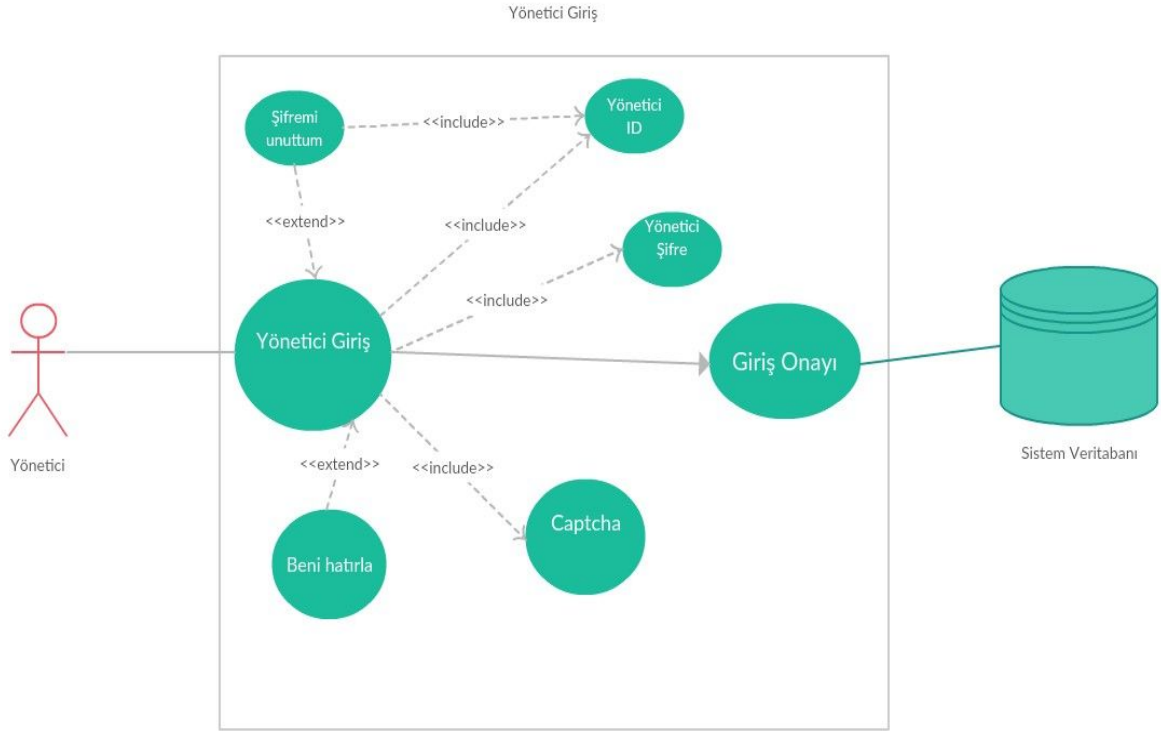 Yönetici Giriş
Şifremi
unuttum
<<include>>
Yönetici
ID
<<extend>>
<<include>>
Yönetici
Şifre
<<include>>
Yönetici Giriş
Giriş Onayı
Yönetici
Sistem Veritabanı
<<extend>>
<<include>>
Captcha
Beni hatırla